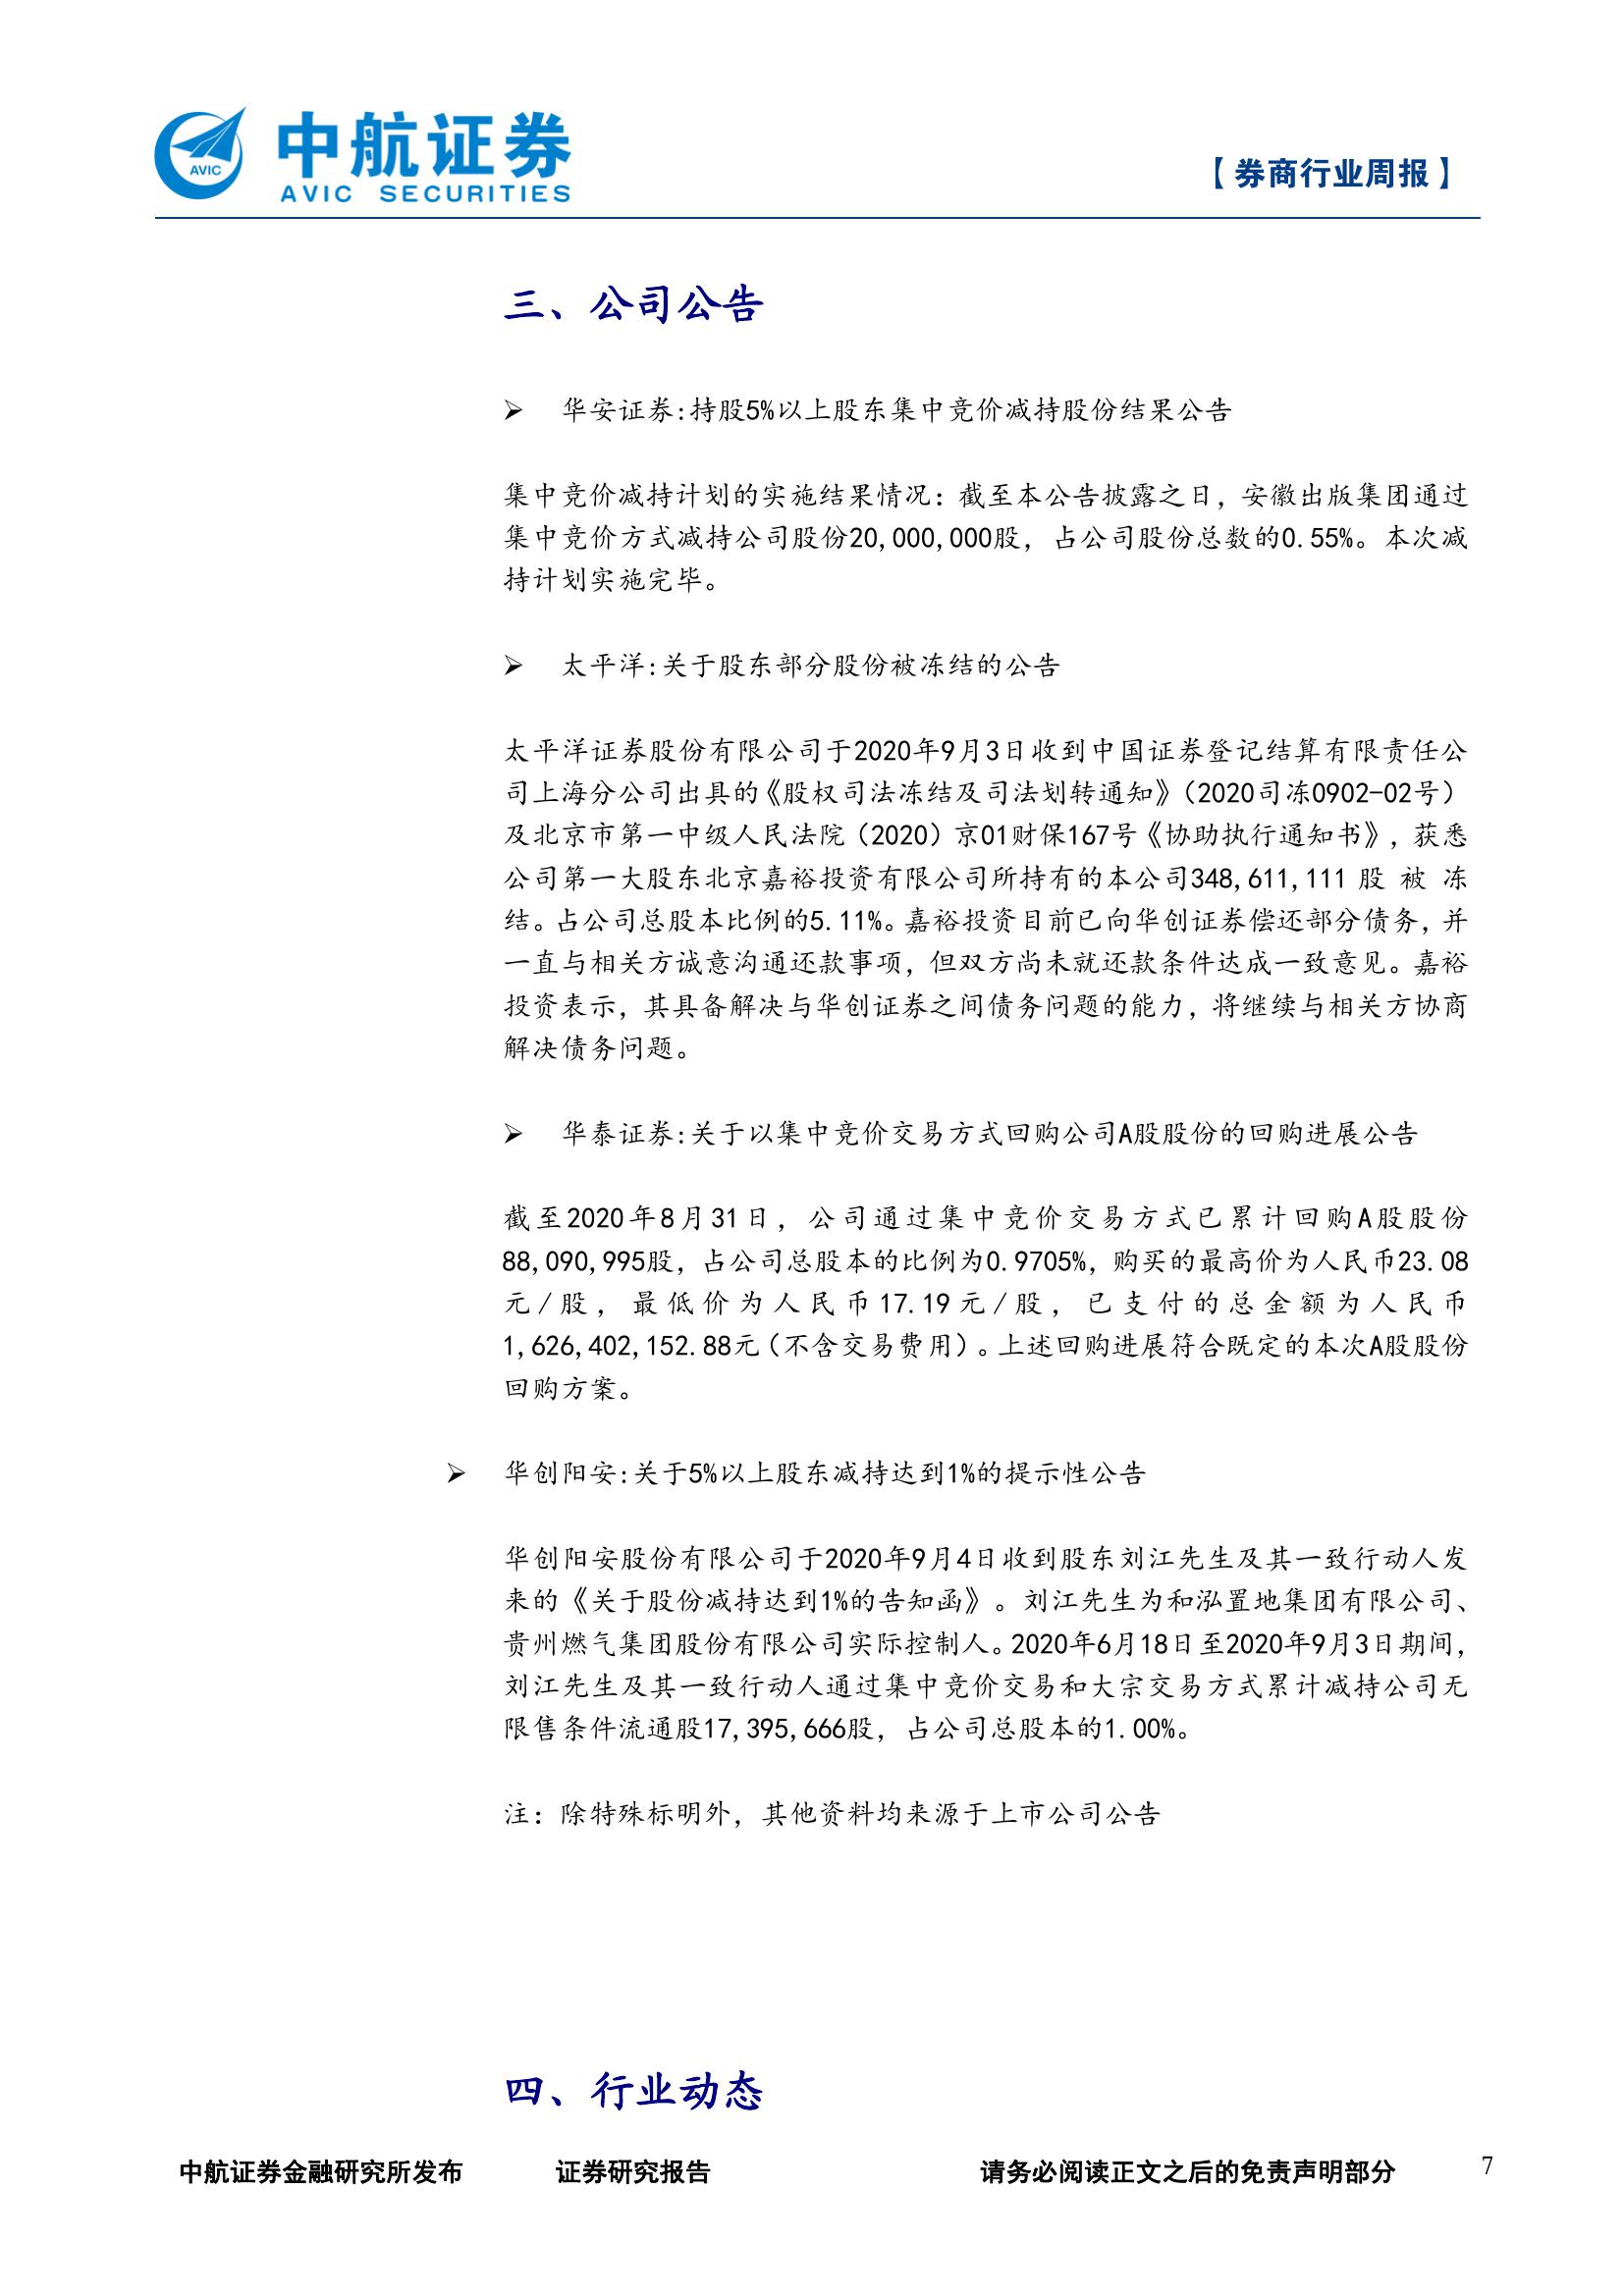 AVIC
中航证券
AVIC SECURITIES
【券商行业周报】
三、公司公告
➢ 华安证券:持股5%以上股东集中竞价减持股份结果公告
集中竞价减持计划的实施结果情况：截至本公告披露之日，安徽出版集团通过
集中竞价方式减持公司股份20,000,000股，占公司股份总数的0.55%。本次减
持计划实施完毕。
➢ 太平洋:关于股东部分股份被冻结的公告
太平洋证券股份有限公司于2020年9月3日收到中国证券登记结算有限责任公
司上海分公司出具的《股权司法冻结及司法划转通知》（2020司冻0902-02号）
及北京市第一中级人民法院（2020）京01财保167号《协助执行通知书》，获悉
公司第一大股东北京嘉裕投资有限公司所持有的本公司348,611,111 股 被 冻
结。占公司总股本比例的5.11%。嘉裕投资目前已向华创证券偿还部分债务，并
一直与相关方诚意沟通还款事项，但双方尚未就还款条件达成一致意见。嘉裕
投资表示，其具备解决与华创证券之间债务问题的能力，将继续与相关方协商
解决债务问题。
➢ 华泰证券:关于以集中竞价交易方式回购公司A股股份的回购进展公告
截至2020年8月31日，公司通过集中竞价交易方式已累计回购A股股份
88,090,995股，占公司总股本的比例为0.9705%，购买的最高价为人民币23.08
元/股，最低价为人民币17.19元/股，已支付的总金额为人民币
1,626,402,152.88元（不含交易费用）。上述回购进展符合既定的本次A股股份
回购方案。
➢ 华创阳安:关于5%以上股东减持达到1%的提示性公告
华创阳安股份有限公司于2020年9月4日收到股东刘江先生及其一致行动人发
来的《关于股份减持达到1%的告知函》。刘江先生为和泓置地集团有限公司、
贵州燃气集团股份有限公司实际控制人。2020年6月18日至2020年9月3日期间，
刘江先生及其一致行动人通过集中竞价交易和大宗交易方式累计减持公司无
限售条件流通股17,395,666股，占公司总股本的1.00%。
注：除特殊标明外，其他资料均来源于上市公司公告
四、行业动态
中航证券金融研究所发布 证券研究报告 请务必阅读正文之后的免责声明部分 7